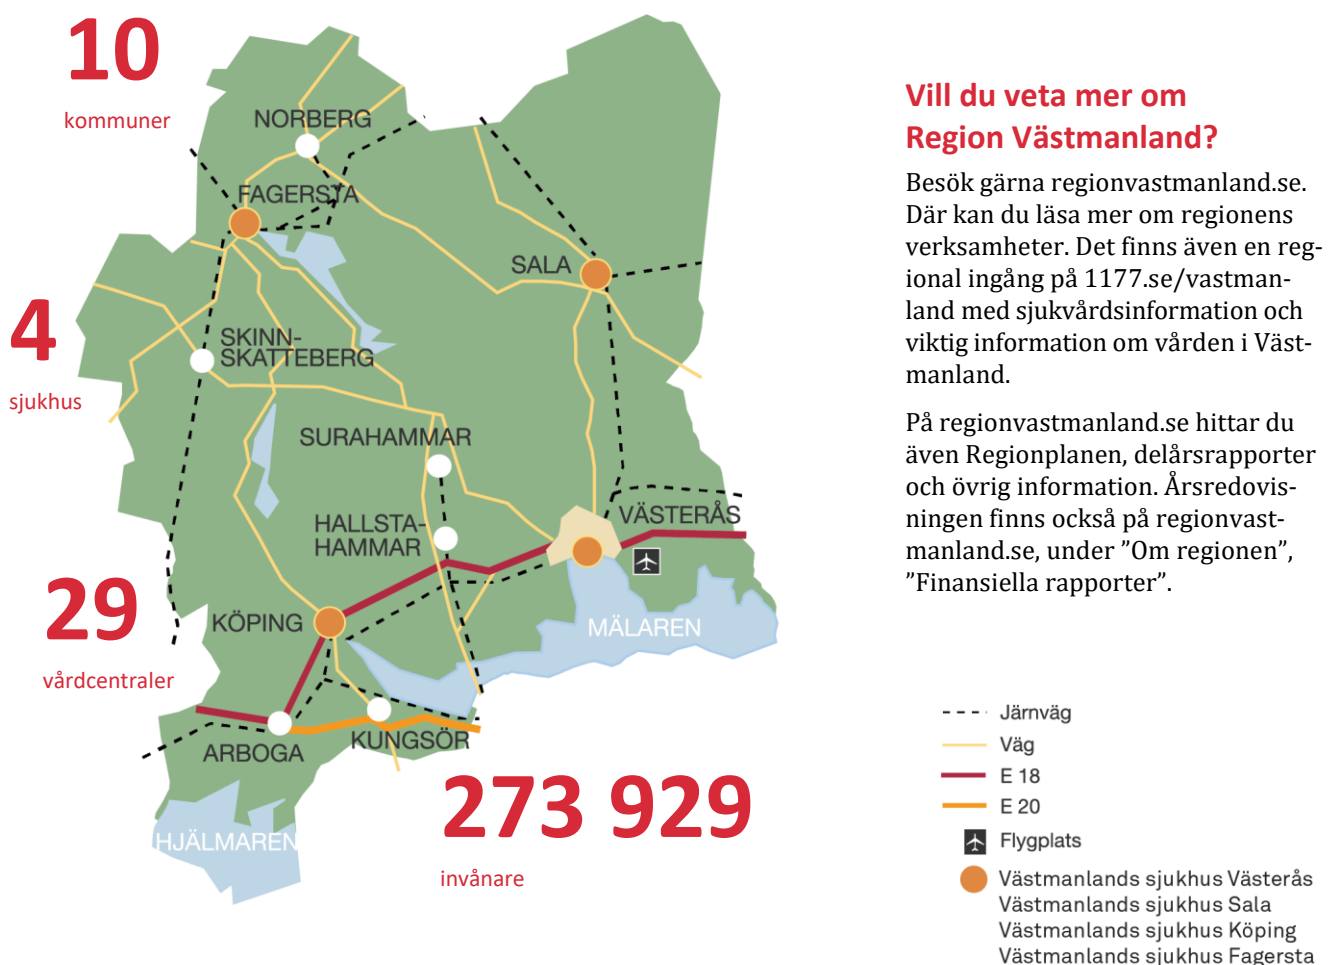 10
kommuner
4
sjukhus
29
vårdcentraler
273 929
invånare
NORBERG
FAGERSTA
SALA
SKINN-
SKATTEBERG
SURAHAMMAR
HALLSTA-
HAMMAR
VÄSTERÅS
KÖPING
MÄLAREN
ARBOGA
KUNGSÖR
HJÄLMAREN
Vill du veta mer om
Region Västmanland?
Besök gärna regionvastmanland.se.
Där kan du läsa mer om regionens
verksamheter. Det finns även en reg-
ional ingång på 1177.se/vastman-
land med sjukvårdsinformation och
viktig information om vården i Väst-
manland.
På regionvastmanland.se hittar du
även Regionplanen, delårsrapporter
och övrig information. Årsredovis-
ningen finns också på regionvast-
manland.se, under ”Om regionen”,
”Finansiella rapporter”.
Järnväg
Väg
E 18
E 20
Flygplats
Västmanlands sjukhus Västerås
Västmanlands sjukhus Sala
Västmanlands sjukhus Köping
Västmanlands sjukhus Fagersta